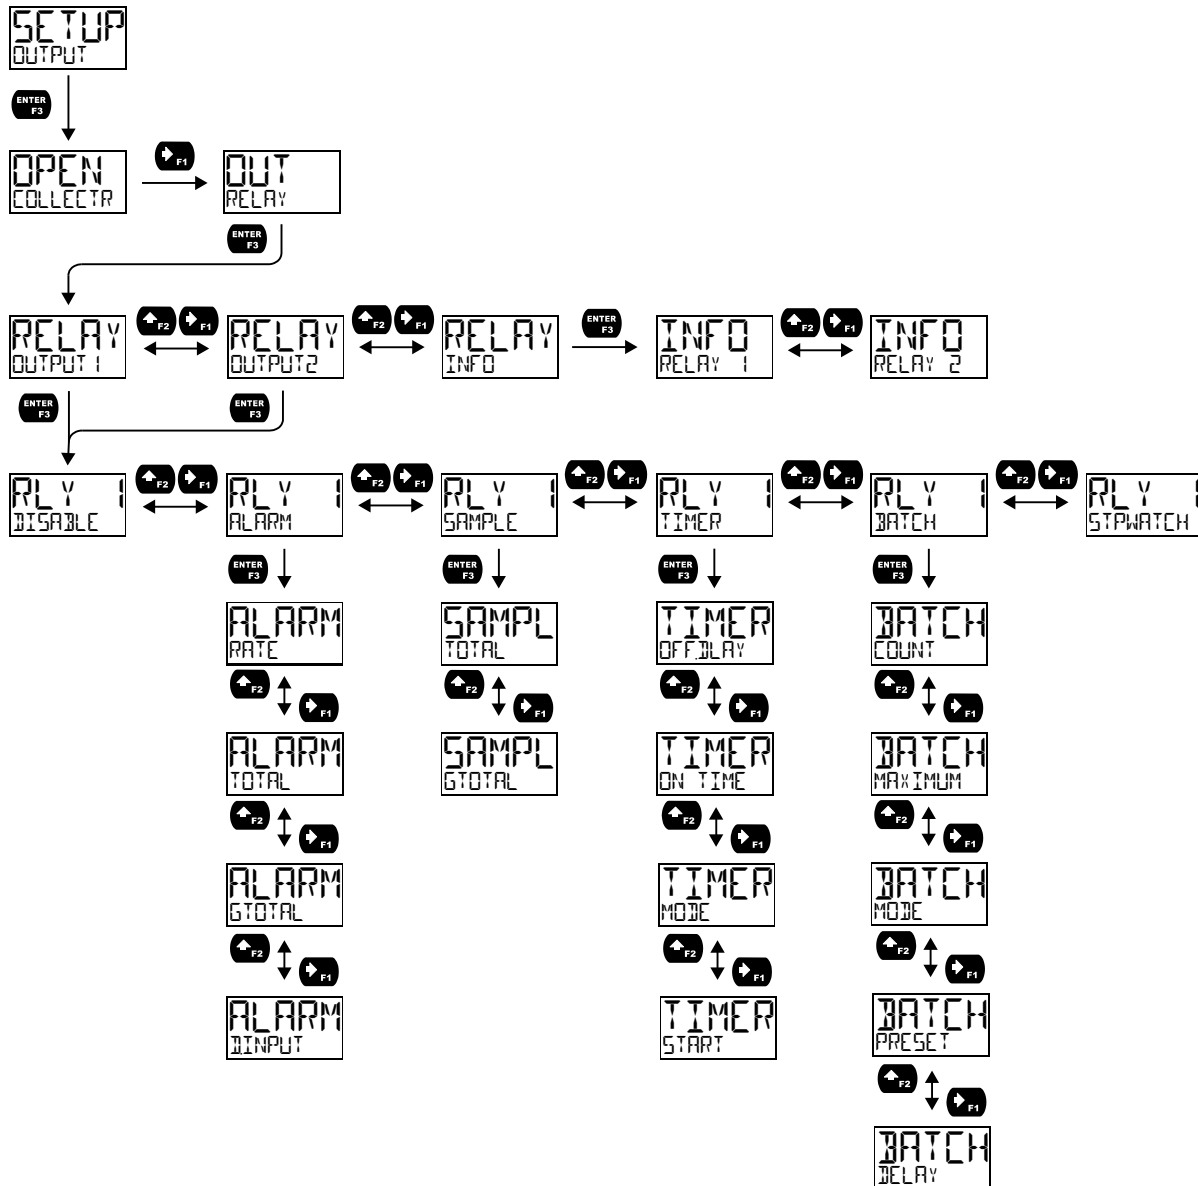 SETUP
OUTPUT
ENTER
F3
OPEN
COLLECTR
F1
OUT
RELAY
ENTER
F3
RELAY
OUTPUT1
F2
F1
RELAY
OUTPUT2
F2
F1
RELAY
INFO
ENTER
F3
INFO
RELAY 1
F2
F1
INFO
RELAY 2
ENTER
F3
ENTER
F3
RLY 1
DISABLE
F2
F1
RLY 1
ALARM
F2
F1
RLY 1
SAMPLE
F2
F1
RLY 1
TIMER
F2
F1
RLY 1
BATCH
F2
F1
RLY 1
STPWATCH
ENTER
F3
ENTER
F3
ENTER
F3
ENTER
F3
ALARM
RATE
SAMPL
TOTAL
TIMER
OFF.DLAY
BATCH
COUNT
F2
F1
F2
F1
F2
F1
F2
F1
ALARM
TOTAL
SAMPL
GTOTAL
TIMER
ON TIME
BATCH
MAXIMUM
F2
F1
F2
F1
F2
F1
ALARM
GTOTAL
TIMER
MODE
BATCH
MODE
F2
F1
F2
F1
F2
F1
ALARM
D.INPUT
TIMER
START
BATCH
PRESET
F2
F1
BATCH
DELAY